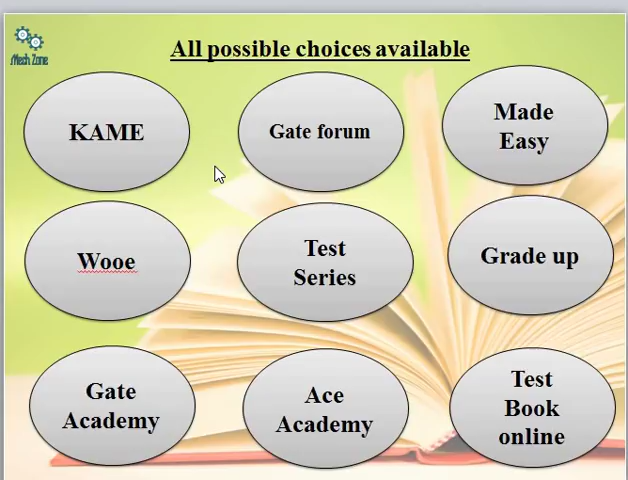 Mech Zone
All possible choices available
KAME
Gate forum
Made
Easy
Wooe
Test
Series
Grade up
Gate
Academy
Ace
Academy
Test
Book
online